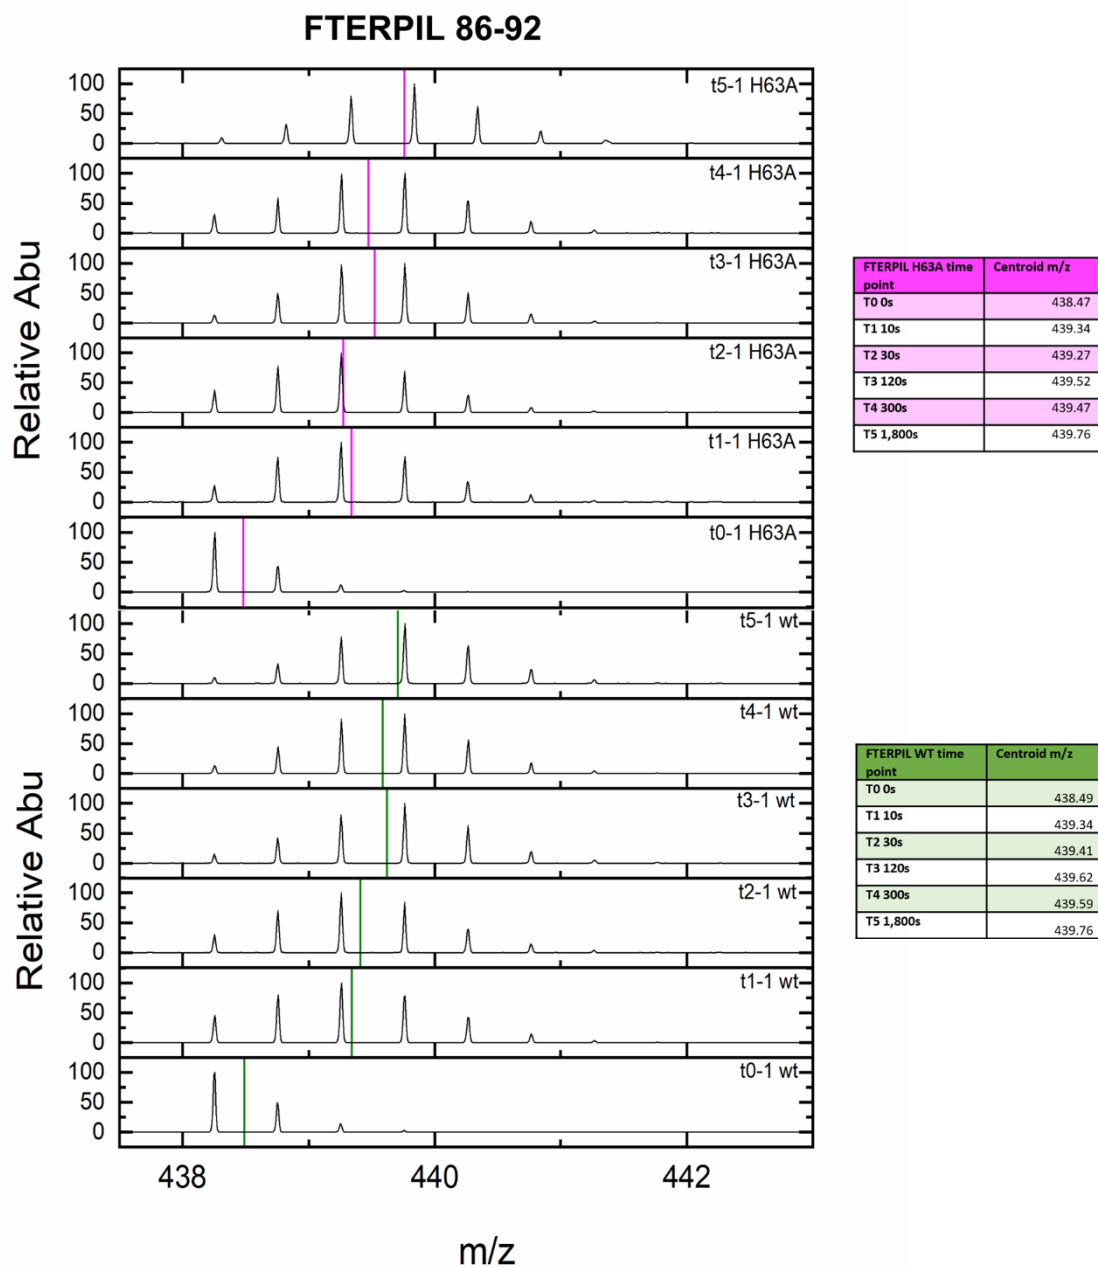 FTERPIL 86-92
Relative Abu
100
50
0
t5-1 H63A
100
50
0
t4-1 H63A
100
50
0
t3-1 H63A
100
50
0
t2-1 H63A
100
50
0
t1-1 H63A
100
50
0
t0-1 H63A
Relative Abu
100
50
0
t5-1 wt
100
50
0
t4-1 wt
100
50
0
t3-1 wt
100
50
0
t2-1 wt
100
50
0
t1-1 wt
100
50
0
t0-1 wt
438 440 442
m/z
FTERPIL H63A time point Centroid m/z
T0 0s 438.47
T1 10s 439.34
T2 30s 439.27
T3 120s 439.52
T4 300s 439.47
T5 1,800s 439.76
FTERPIL WT time point Centroid m/z
T0 0s 438.49
T1 10s 439.34
T2 30s 439.41
T3 120s 439.62
T4 300s 439.59
T5 1,800s 439.76